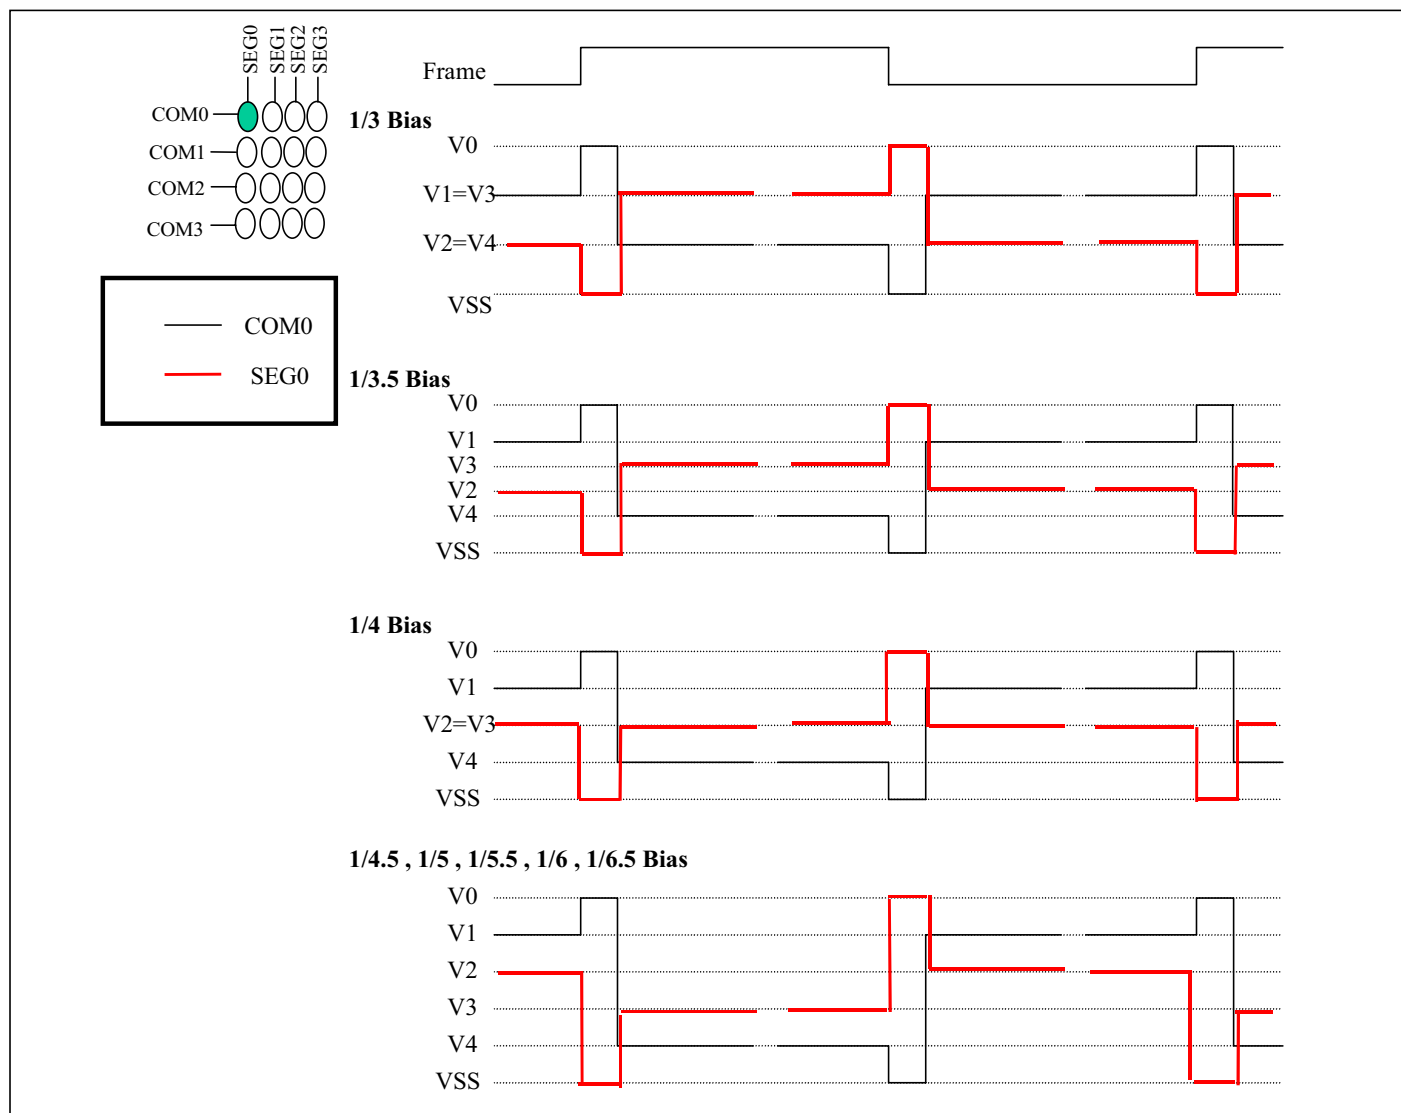 SEG0
SEG1
SEG2
SEG3
COM0
COM1
COM2
COM3
COM0
SEG0
Frame
1/3 Bias
V0
V1=V3
V2=V4
VSS
1/3.5 Bias
V0
V1
V3
V2
V4
VSS
1/4 Bias
V0
V1
V2=V3
V4
VSS
1/4.5 , 1/5 , 1/5.5 , 1/6 , 1/6.5 Bias
V0
V1
V2
V3
V4
VSS